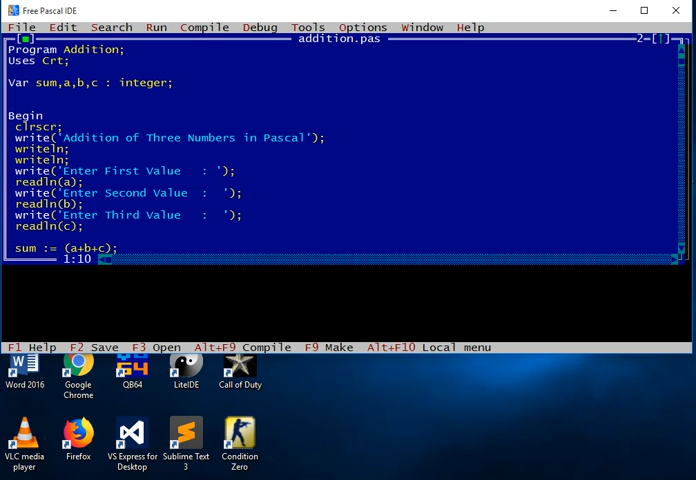 Free Pascal IDE
File Edit Search Run Compile Debug Tools Options Window Help
addition.pas 2-[↑]
Program Addition;
Uses Crt;
Var sum,a,b,c : integer;
Begin
clrscr;
write('Addition of Three Numbers in Pascal');
writeln;
writeln;
write('Enter First Value   : ');
readln(a);
write('Enter Second Value  :  ');
readln(b);
write('Enter Third Value   :  ');
readln(c);
sum := (a+b+c);
1:10
F1 Help F2 Save F3 Open Alt+F9 Compile F9 Make Alt+F10 Local menu
Word 2016
Google Chrome
QB64
LiteIDE
Call of Duty
VLC media player
Firefox
VS Express for Desktop
Sublime Text 3
Condition Zero